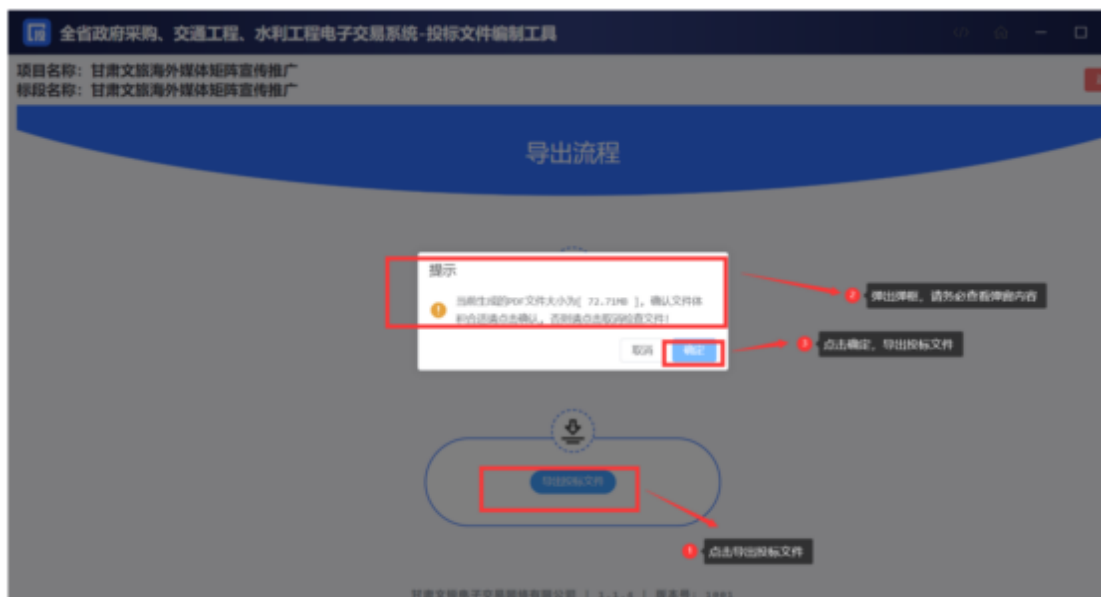 全省政府采购、交通工程、水利工程电子交易系统-投标文件编制工具
项目名称：甘肃文旅海外媒体矩阵宣传推广
标段名称：甘肃文旅海外媒体矩阵宣传推广
导出流程
提示
当前生成的PDF文件大小为[ 72.71MB ]，确认文件体
积合适请点击确认，否则请点击取消检查文件！
取消
确定
2 弹出弹框，请务必查看弹窗内容
3 点击确定，导出投标文件
导出投标文件
1 点击导出投标文件